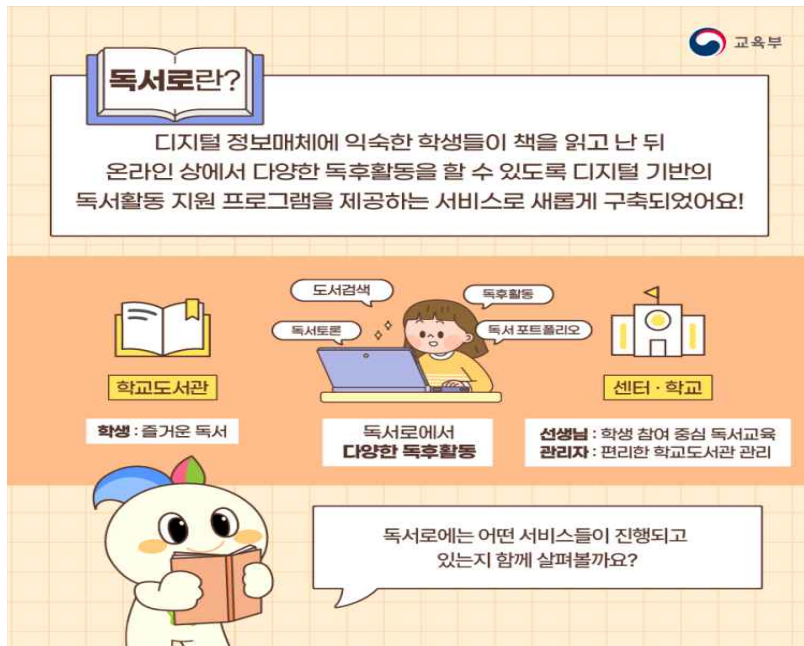 교육부
독서로란?
디지털 정보매체에 익숙한 학생들이 책을 읽고 난 뒤
온라인 상에서 다양한 독후활동을 할 수 있도록 디지털 기반의
독서활동 지원 프로그램을 제공하는 서비스로 새롭게 구축되었어요!
도서검색
독후활동
독서토론
독서 포트폴리오
학교도서관
센터·학교
학생 : 즐거운 독서
독서로에서
다양한 독후활동
선생님 : 학생 참여 중심 독서교육
관리자 : 편리한 학교도서관 관리
독서로에는 어떤 서비스들이 진행되고
있는지 함께 살펴볼까요?